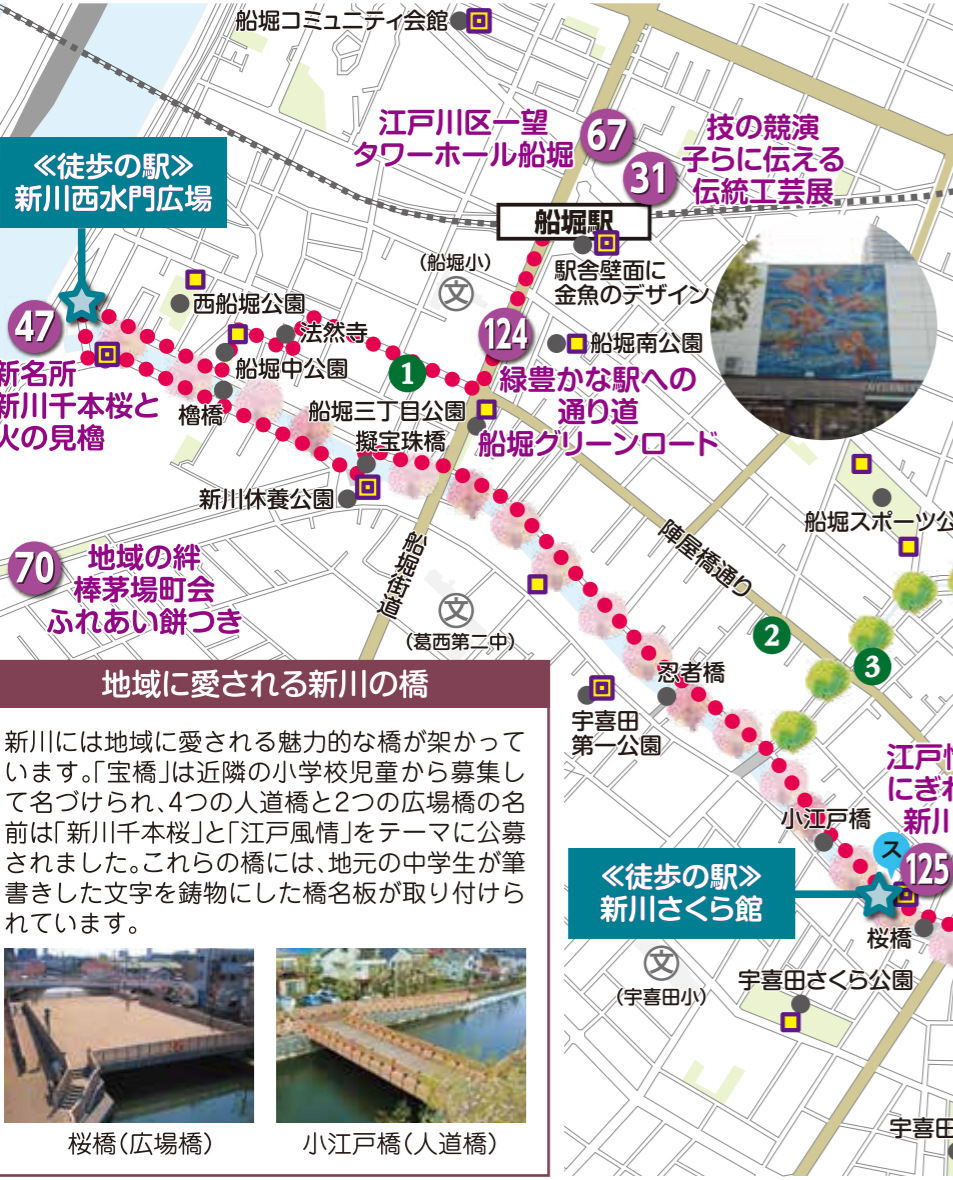 船堀コミュニティ会館
江戸川区一望
タワーホール船堀
67
31
技の競演
子らに伝える
伝統工芸展
≪徒歩の駅≫
新川西水門広場
船堀駅
駅舎壁面に
金魚のデザイン
(船堀小)
文
西船堀公園
47
新名所
新川千本桜と
火の見櫓
法然寺
船堀中公園
櫓橋
1
124
船堀南公園
緑豊かな駅への
通り道
船堀グリーンロード
船堀三丁目公園
擬宝珠橋
新川休養公園
船堀街道
陣屋橋通り
船堀スポーツ公
70
地域の絆
棒茅場町会
ふれあい餅つき
文
(葛西第二中)
2
3
忍者橋
宇喜田
第一公園
地域に愛される新川の橋
新川には地域に愛される魅力的な橋が架かって
います。「宝橋」は近隣の小学校児童から募集し
て名づけられ、4つの人道橋と2つの広場橋の名
前は「新川千本桜」と「江戸風情」をテーマに公募
されました。これらの橋には、地元の中学生が筆
書きした文字を鋳物にした橋名板が取り付けら
れています。
桜橋(広場橋)
小江戸橋(人道橋)
江戸
にぎ
新川
小江戸橋
ス
125
≪徒歩の駅≫
新川さくら館
桜橋
文
(宇喜田小)
宇喜田さくら公園
宇喜田